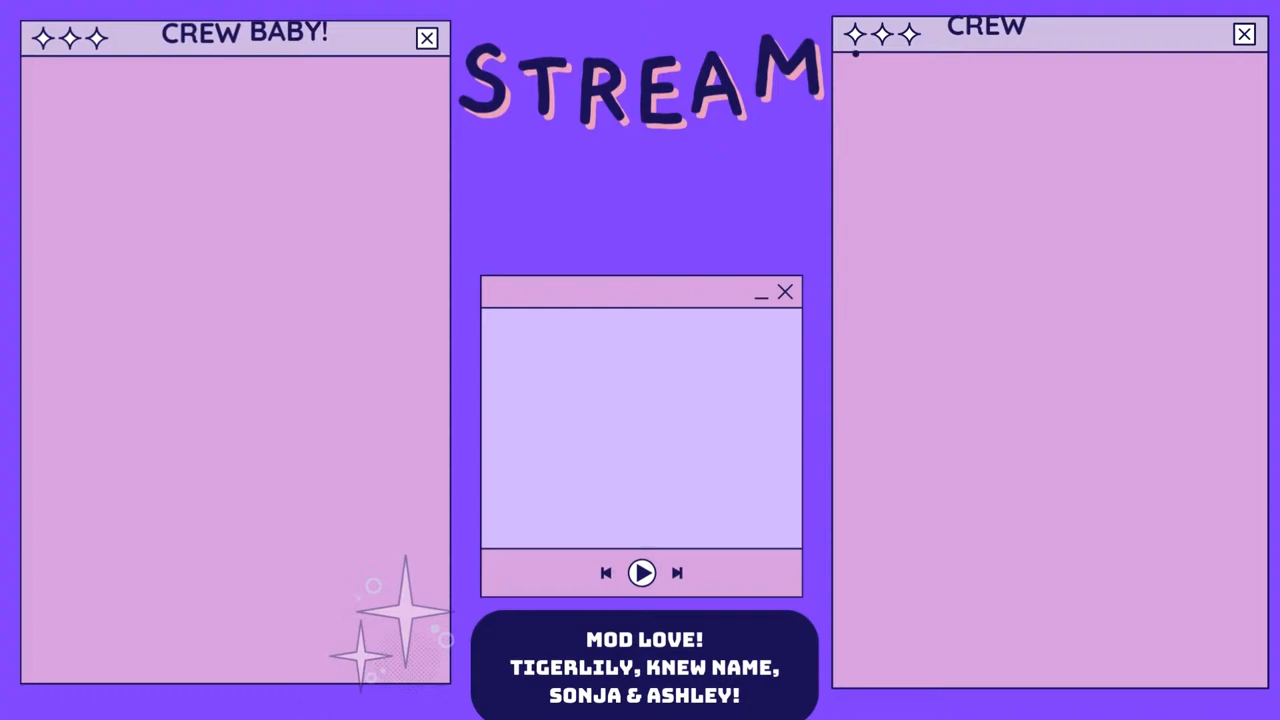 CREW BABY!
STREAM
CREW
MOD LOVE!
TIGERLILY, KNEW NAME,
SONJA & ASHLEY!